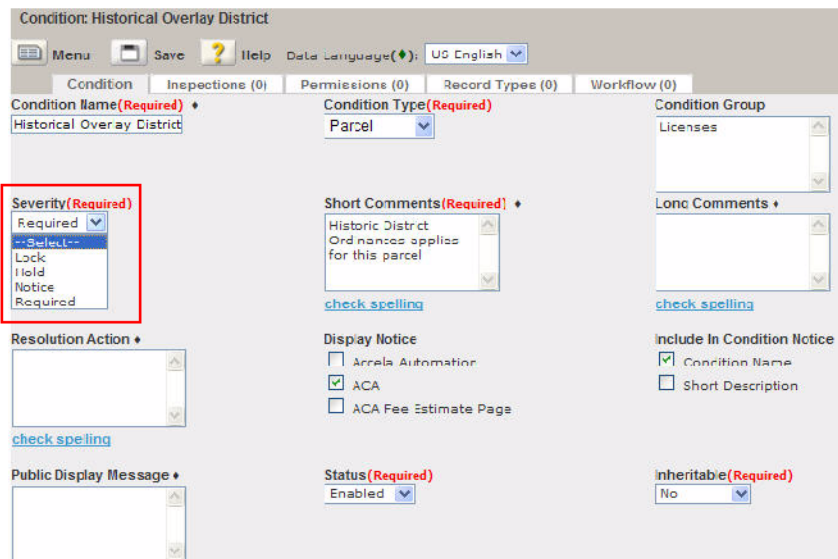 Condition: Historical Overlay District
Menu Save Help Data Language(♦): US English
Condition Inspections (0) Permissions (0) Record Types (0) Workflow (0)
Condition Name(Required) ♦ Condition Type(Required) Condition Group
Historical Overlay District Parcel Licenses
Severity(Required) Short Comments(Required) ♦ Long Comments ♦
Required Historic District
--Select-- Ordinances applies
Lock for this parcel
Hold
Notice
Required
check spelling check spelling
Resolution Action ♦ Display Notice Include In Condition Notice
Accela Automation Condition Name
ACA Short Description
ACA Fee Estimate Page
check spelling
Public Display Message ♦ Status(Required) Inheritable(Required)
Enabled No